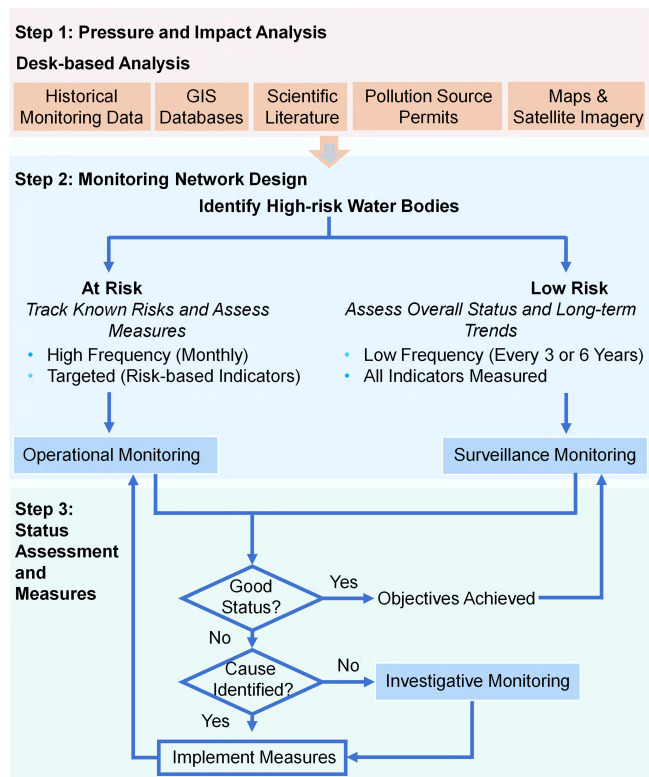 Step 1: Pressure and Impact Analysis
Desk-based Analysis
Historical
Monitoring Data
GIS
Databases
Scientific
Literature
Pollution Source
Permits
Maps &
Satellite Imagery
Step 2: Monitoring Network Design
Identify High-risk Water Bodies
At Risk
Track Known Risks and Assess
Measures
• High Frequency (Monthly)
• Targeted (Risk-based Indicators)
Low Risk
Assess Overall Status and Long-term
Trends
• Low Frequency (Every 3 or 6 Years)
• All Indicators Measured
Operational Monitoring
Surveillance Monitoring
Step 3:
Status
Assessment
and
Measures
Good
Status?
Yes
Objectives Achieved
No
Cause
Identified?
No
Investigative Monitoring
Yes
Implement Measures